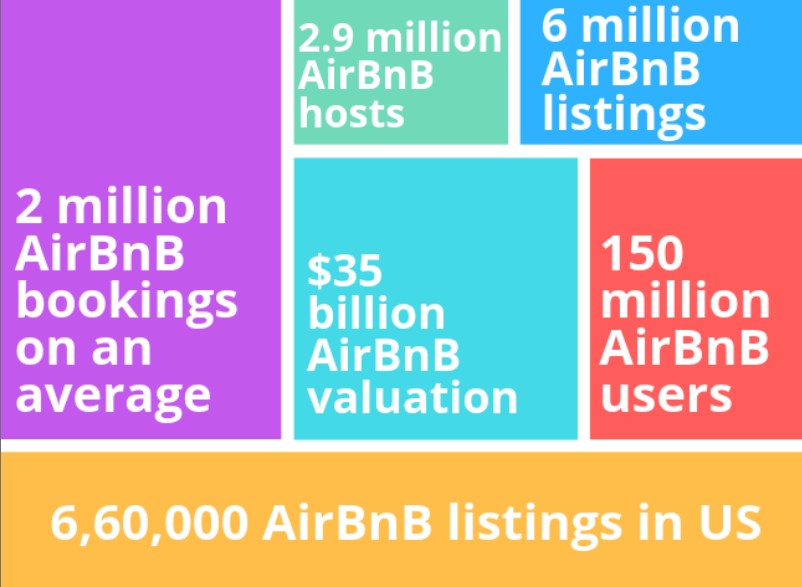 2 million
AirBnB
bookings
on an
average
2.9 million
AirBnB
hosts
6 million
AirBnB
listings
$35
billion
AirBnB
valuation
150
million
AirBnB
users
6,60,000 AirBnB listings in US